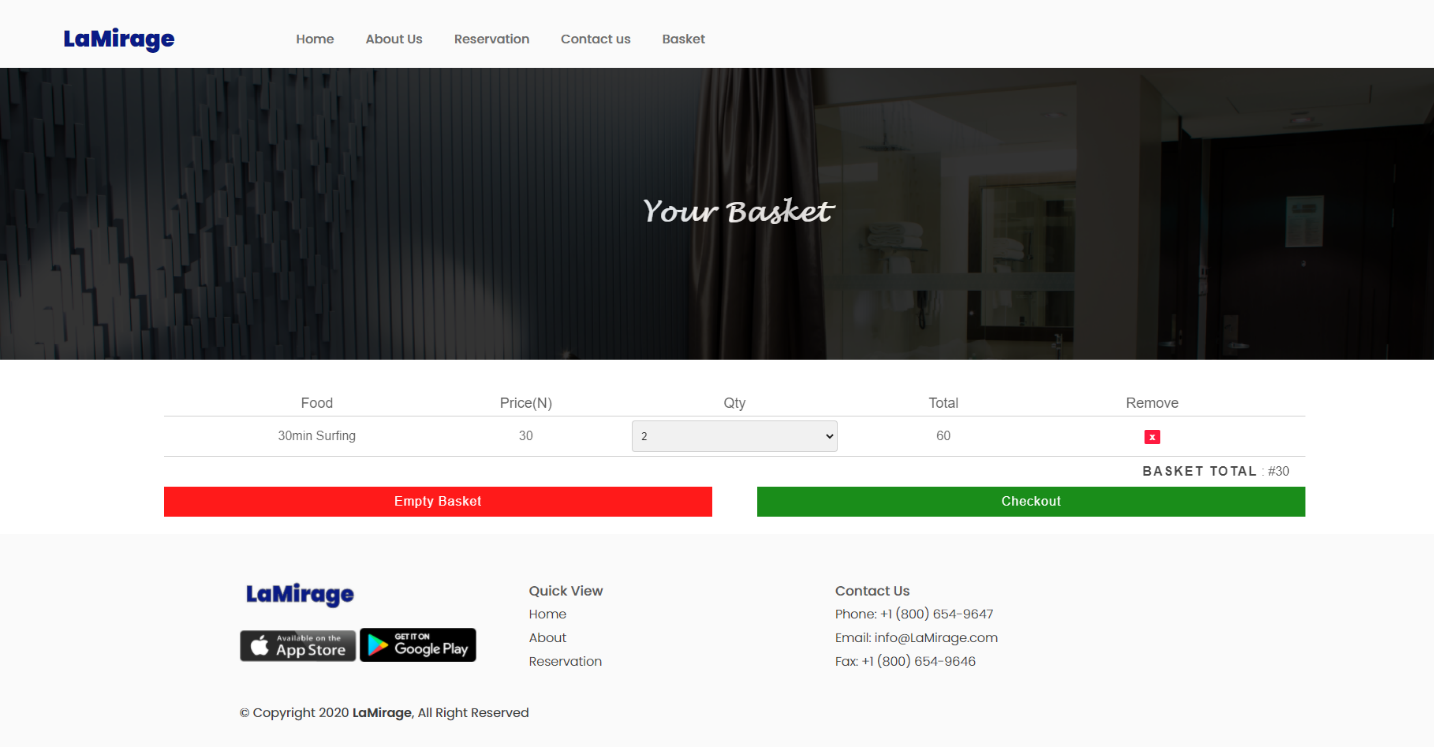 LaMirage Home About Us Reservation Contact us Basket
Your Basket
Food Price(N) Qty Total Remove
30min Surfing 30 2 60 x
BASKET TOTAL : #30
Empty Basket Checkout
LaMirage
Available on the
App Store
GET IT ON
Google Play
Quick View
Home
About
Reservation
Contact Us
Phone: +1 (800) 654-9647
Email: info@LaMirage.com
Fax: +1 (800) 654-9646
© Copyright 2020 LaMirage, All Right Reserved